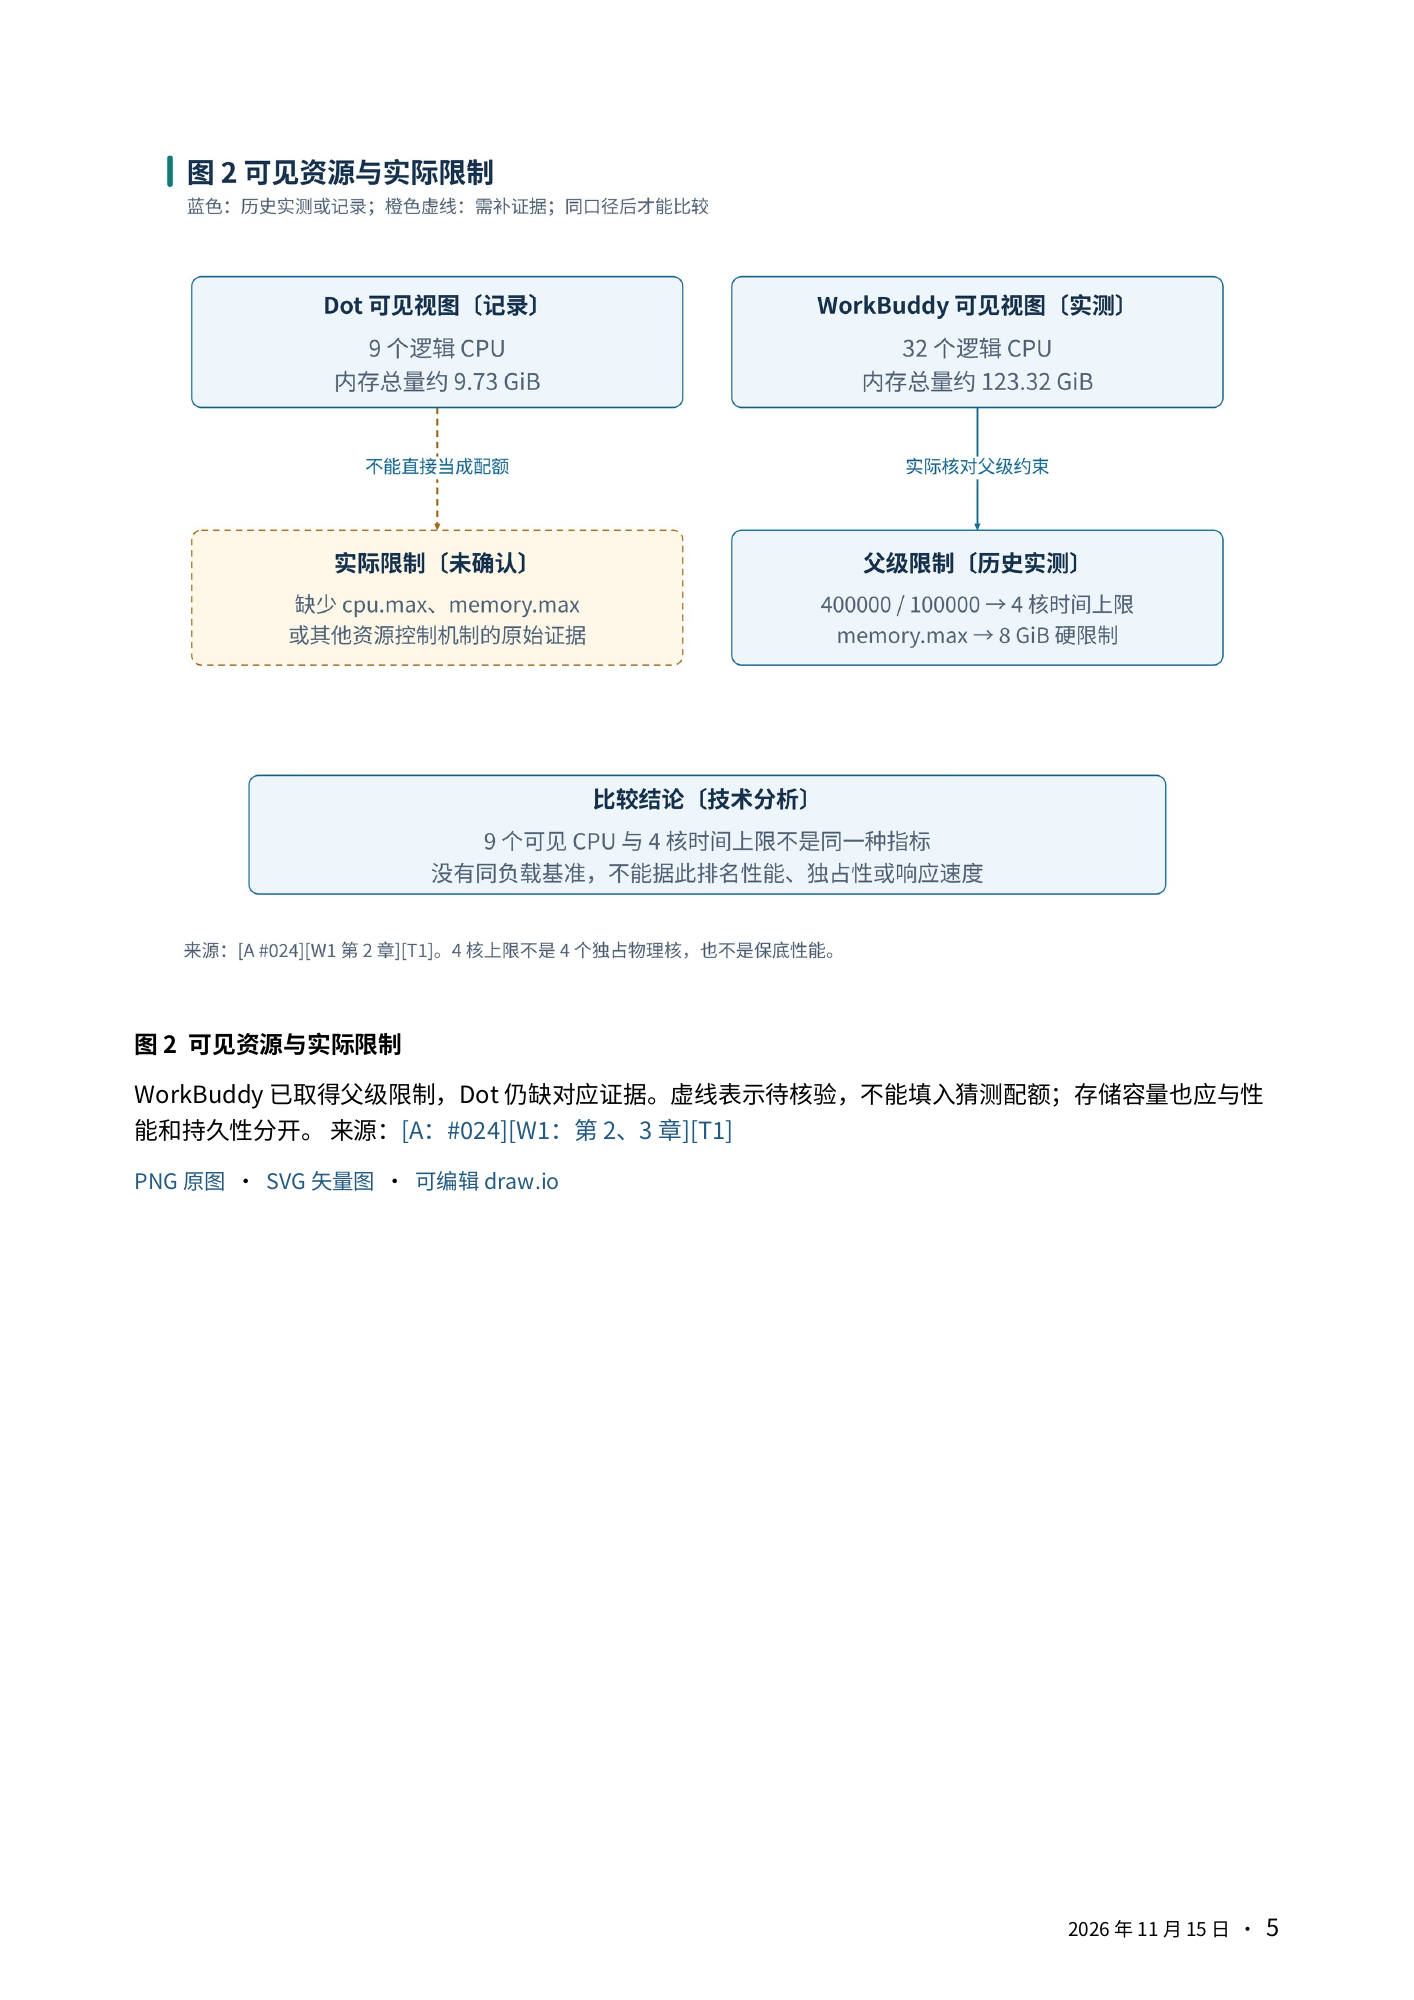 图 2 可见资源与实际限制
蓝色：历史实测或记录；橙色虚线：需补证据；同口径后才能比较
Dot 可见视图〔记录〕
9 个逻辑 CPU
内存总量约 9.73 GiB
WorkBuddy 可见视图〔实测〕
32 个逻辑 CPU
内存总量约 123.32 GiB
不能直接当成配额
实际核对父级约束
实际限制〔未确认〕
缺少 cpu.max、memory.max
或其他资源控制机制的原始证据
父级限制〔历史实测〕
400000 / 100000 → 4 核时间上限
memory.max → 8 GiB 硬限制
比较结论〔技术分析〕
9 个可见 CPU 与 4 核时间上限不是同一种指标
没有同负载基准，不能据此排名性能、独占性或响应速度
来源：[A #024][W1 第 2 章][T1]。4 核上限不是 4 个独占物理核，也不是保底性能。
图 2 可见资源与实际限制
WorkBuddy 已取得父级限制，Dot 仍缺对应证据。虚线表示待核验，不能填入猜测配额；存储容量也应与性
能和持久性分开。 来源：[A：#024][W1：第 2、3 章][T1]
PNG 原图 • SVG 矢量图 • 可编辑 draw.io
2026 年 11 月 15 日 • 5